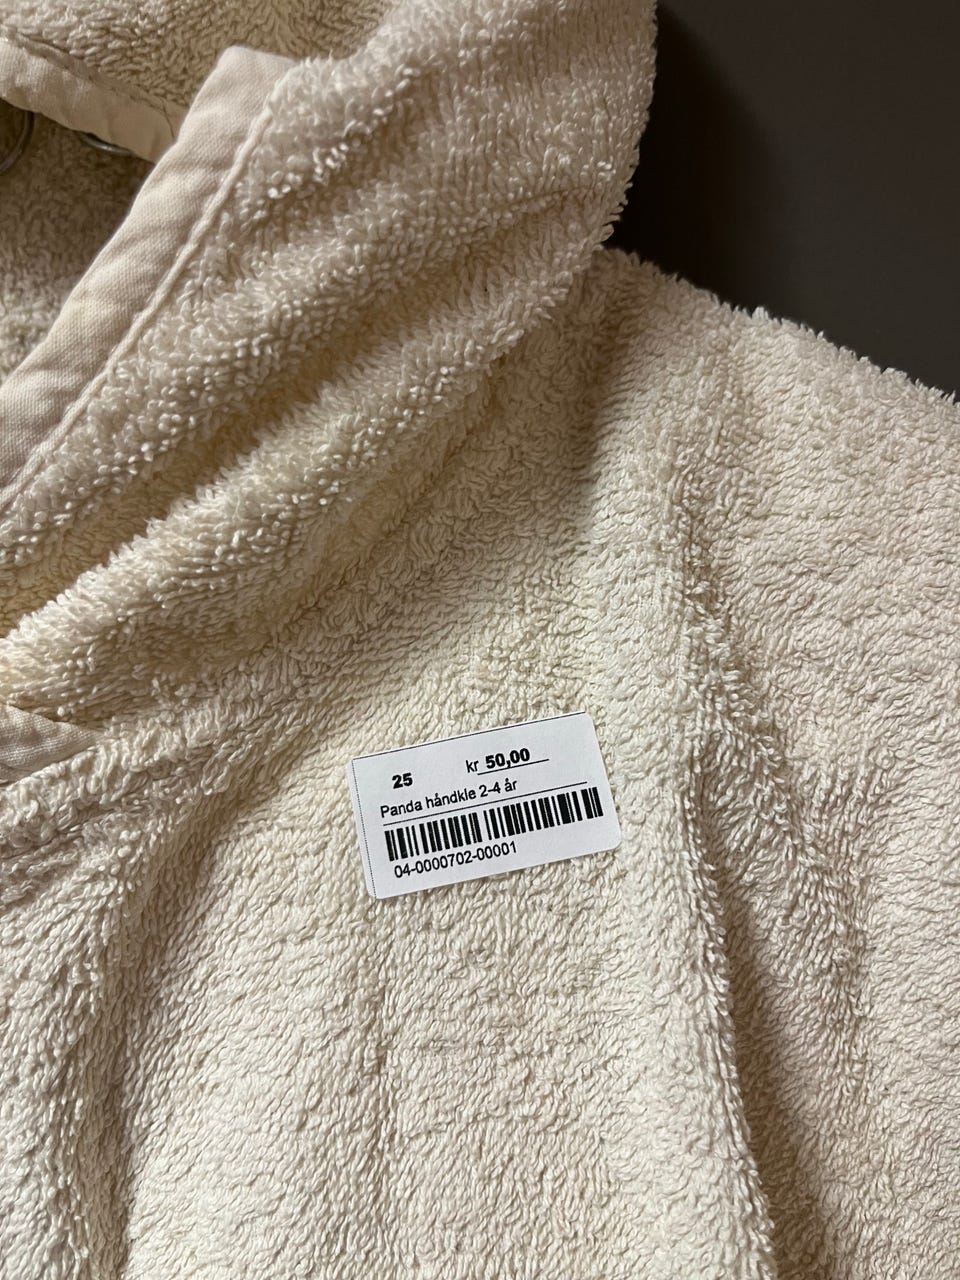 25 kr 50,00
Panda håndkle 2-4 år
04-0000702-00001